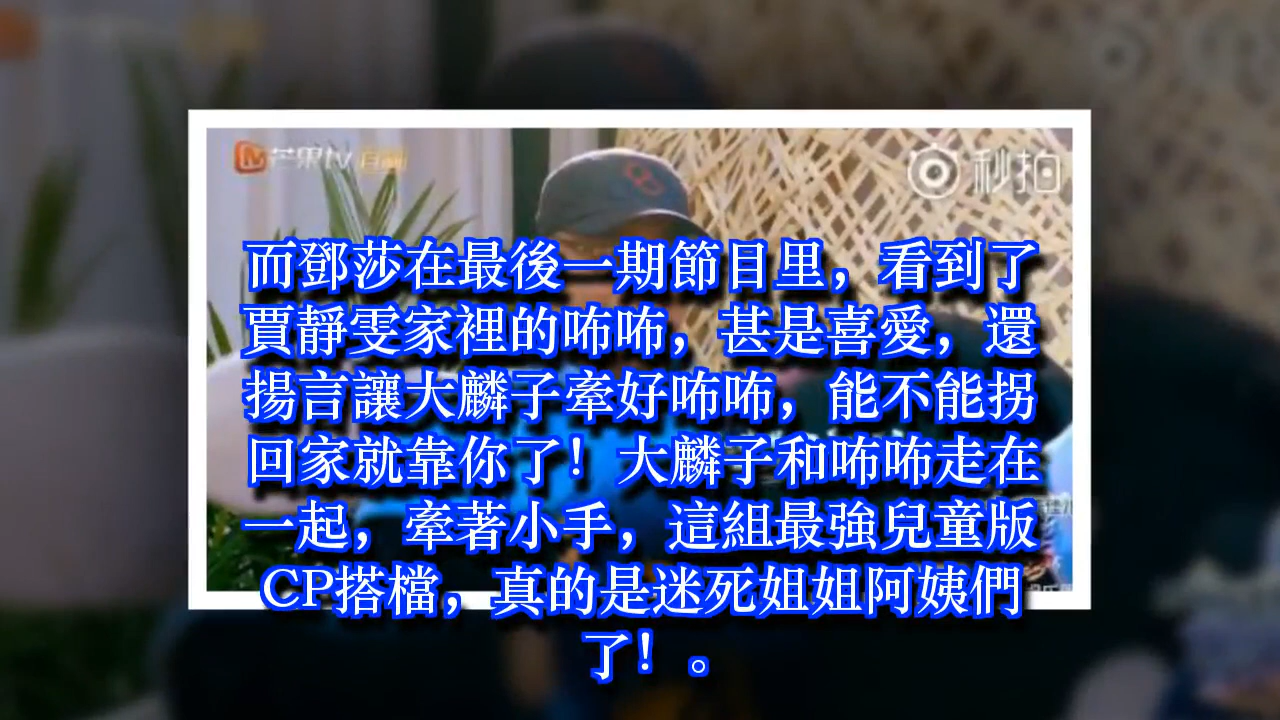 芒果tv
秒拍
而鄧莎在最後一期節目里，看到了
賈靜雯家裡的咘咘，甚是喜愛，還
揚言讓大麟子牽好咘咘，能不能拐
回家就靠你了！大麟子和咘咘走在
一起，牽著小手，這組最強兒童版
CP搭檔，真的是迷死姐姐阿姨們
了！。